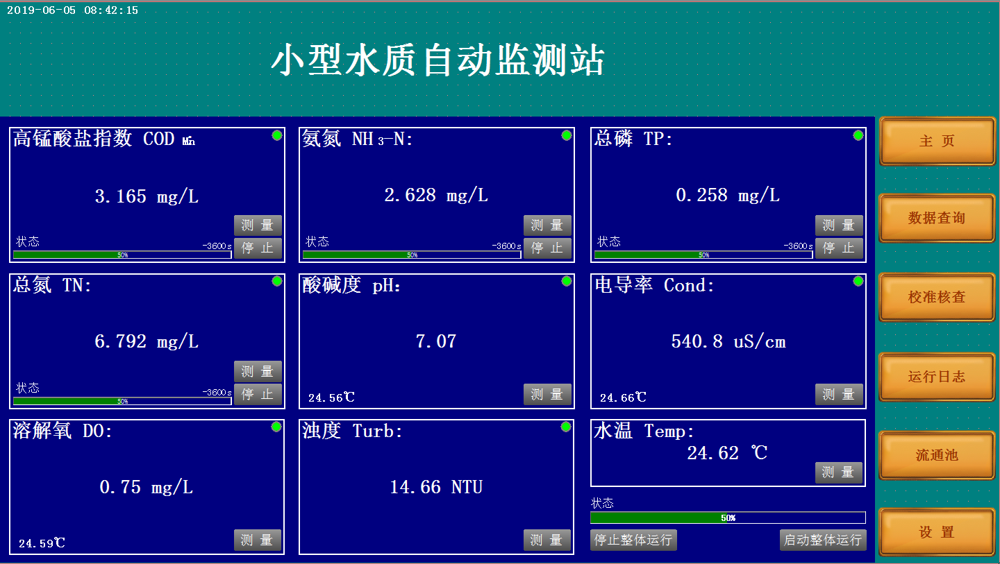 2019-06-05 08:42:15
小型水质自动监测站
高锰酸盐指数 COD Mn
3.165 mg/L
测 量
状态
-3600s
停 止
50%
氨氮 NH3-N:
2.628 mg/L
测 量
状态
-3600s
停 止
50%
总磷 TP:
0.258 mg/L
测 量
状态
-3600s
停 止
50%
总氮 TN:
6.792 mg/L
测 量
状态
-3600s
停 止
50%
酸碱度 pH:
7.07
24.56℃
测 量
电导率 Cond:
540.8 uS/cm
24.66℃
测 量
溶解氧 DO:
0.75 mg/L
24.59℃
测 量
浊度 Turb:
14.66 NTU
测 量
水温 Temp:
24.62 ℃
测 量
状态
50%
停止整体运行
启动整体运行
主 页
数据查询
校准核查
运行日志
流通池
设 置